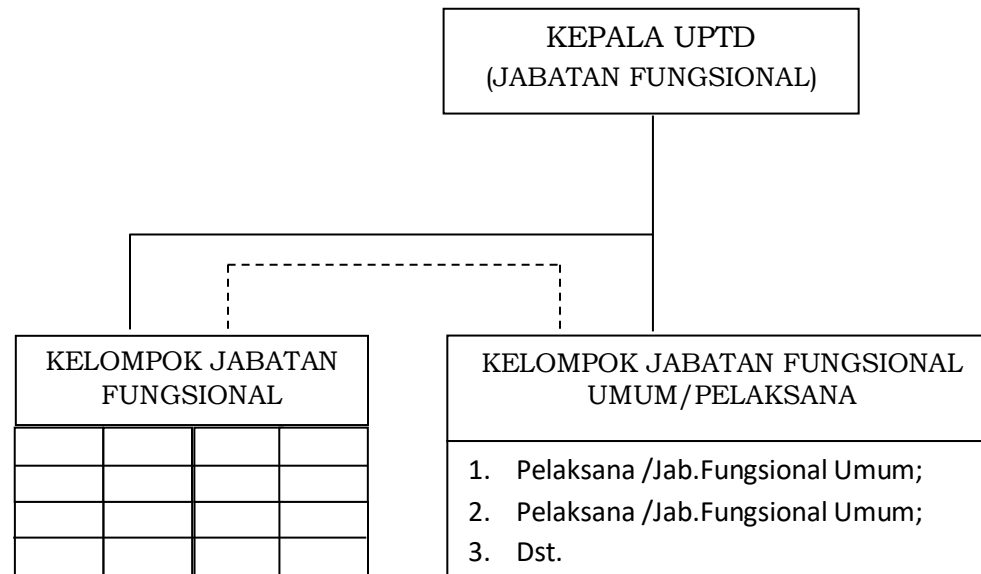 KEPALA UPTD
(JABATAN FUNGSIONAL)
KELOMPOK JABATAN
FUNGSIONAL
KELOMPOK JABATAN FUNGSIONAL
UMUM/PELAKSANA
1. Pelaksana /Jab.Fungsional Umum;
2. Pelaksana /Jab.Fungsional Umum;
3. Dst.